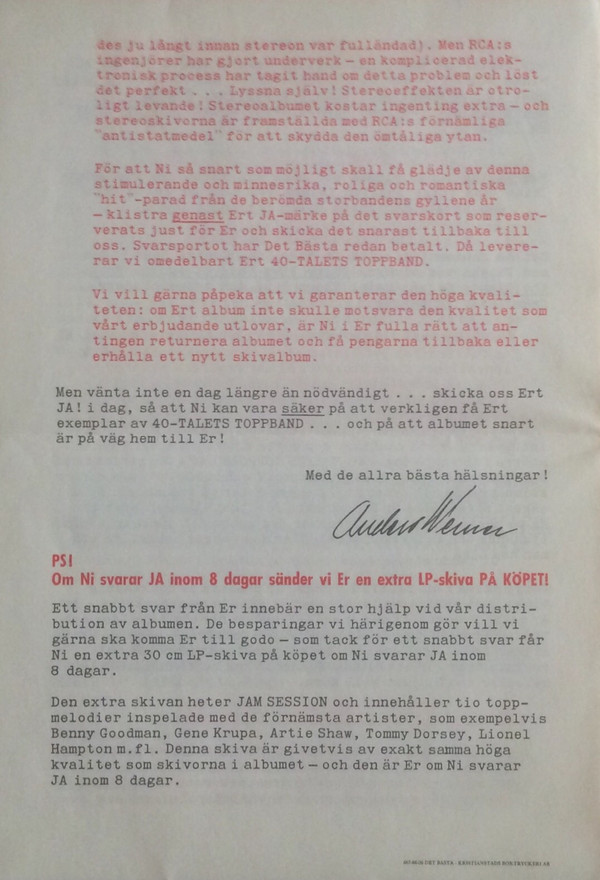 des ju långt innan stereon var fulländad). Men RCA:s
ingenjörer har gjort underverk – en komplicerad elek-
tronisk process har tagit hand om detta problem och löst
det perfekt . . . Lyssna själv! Stereoeffekten är otro-
ligt levande! Stereoalbumet kostar ingenting extra – och
stereoskivorna är framställda med RCA:s förnämliga
"antistatmedel" för att skydda den ömtåliga ytan.
För att Ni så snart som möjligt skall få glädje av denna
stimulerande och minnesrika, roliga och romantiska
"hit"-parad från de berömda storbandens gyllene år
– klistra genast Ert JA-märke på det svarskort som reser-
verats just för Er och skicka det snarast tillbaka till
oss. Svarsportot har Det Bästa redan betalt. Då levere-
rar vi omedelbart Ert 40-TALETS TOPPBAND.
Vi vill gärna påpeka att vi garanterar den höga kvali-
teten: om Ert album inte skulle motsvara den kvalitet som
vårt erbjudande utlovar, är Ni i Er fulla rätt att an-
tingen returnera albumet och få pengarna tillbaka eller
erhålla ett nytt skivalbum.
Men vänta inte en dag längre än nödvändigt . . . skicka oss Ert
JA! i dag, så att Ni kan vara säker på att verkligen få Ert
exemplar av 40-TALETS TOPPBAND . . . och på att albumet snart
är på väg hem till Er!
Med de allra bästa hälsningar!
Anders Werner
PS!
Om Ni svarar JA inom 8 dagar sänder vi Er en extra LP-skiva PÅ KÖPET!
Ett snabbt svar från Er innebär en stor hjälp vid vår distri-
bution av albumen. De besparingar vi härigenom gör vill vi
gärna ska komma Er till godo – som tack för ett snabbt svar får
Ni en extra 30 cm LP-skiva på köpet om Ni svarar JA inom
8 dagar.
Den extra skivan heter JAM SESSION och innehåller tio topp-
melodier inspelade med de förnämsta artister, som exempelvis
Benny Goodman, Gene Krupa, Artie Shaw, Tommy Dorsey, Lionel
Hampton m.fl. Denna skiva är givetvis av exakt samma höga
kvalitet som skivorna i albumet – och den är Er om Ni svarar
JA inom 8 dagar.
DET BÄSTA - KRISTIANSTADS BOKTRYCKERI AB